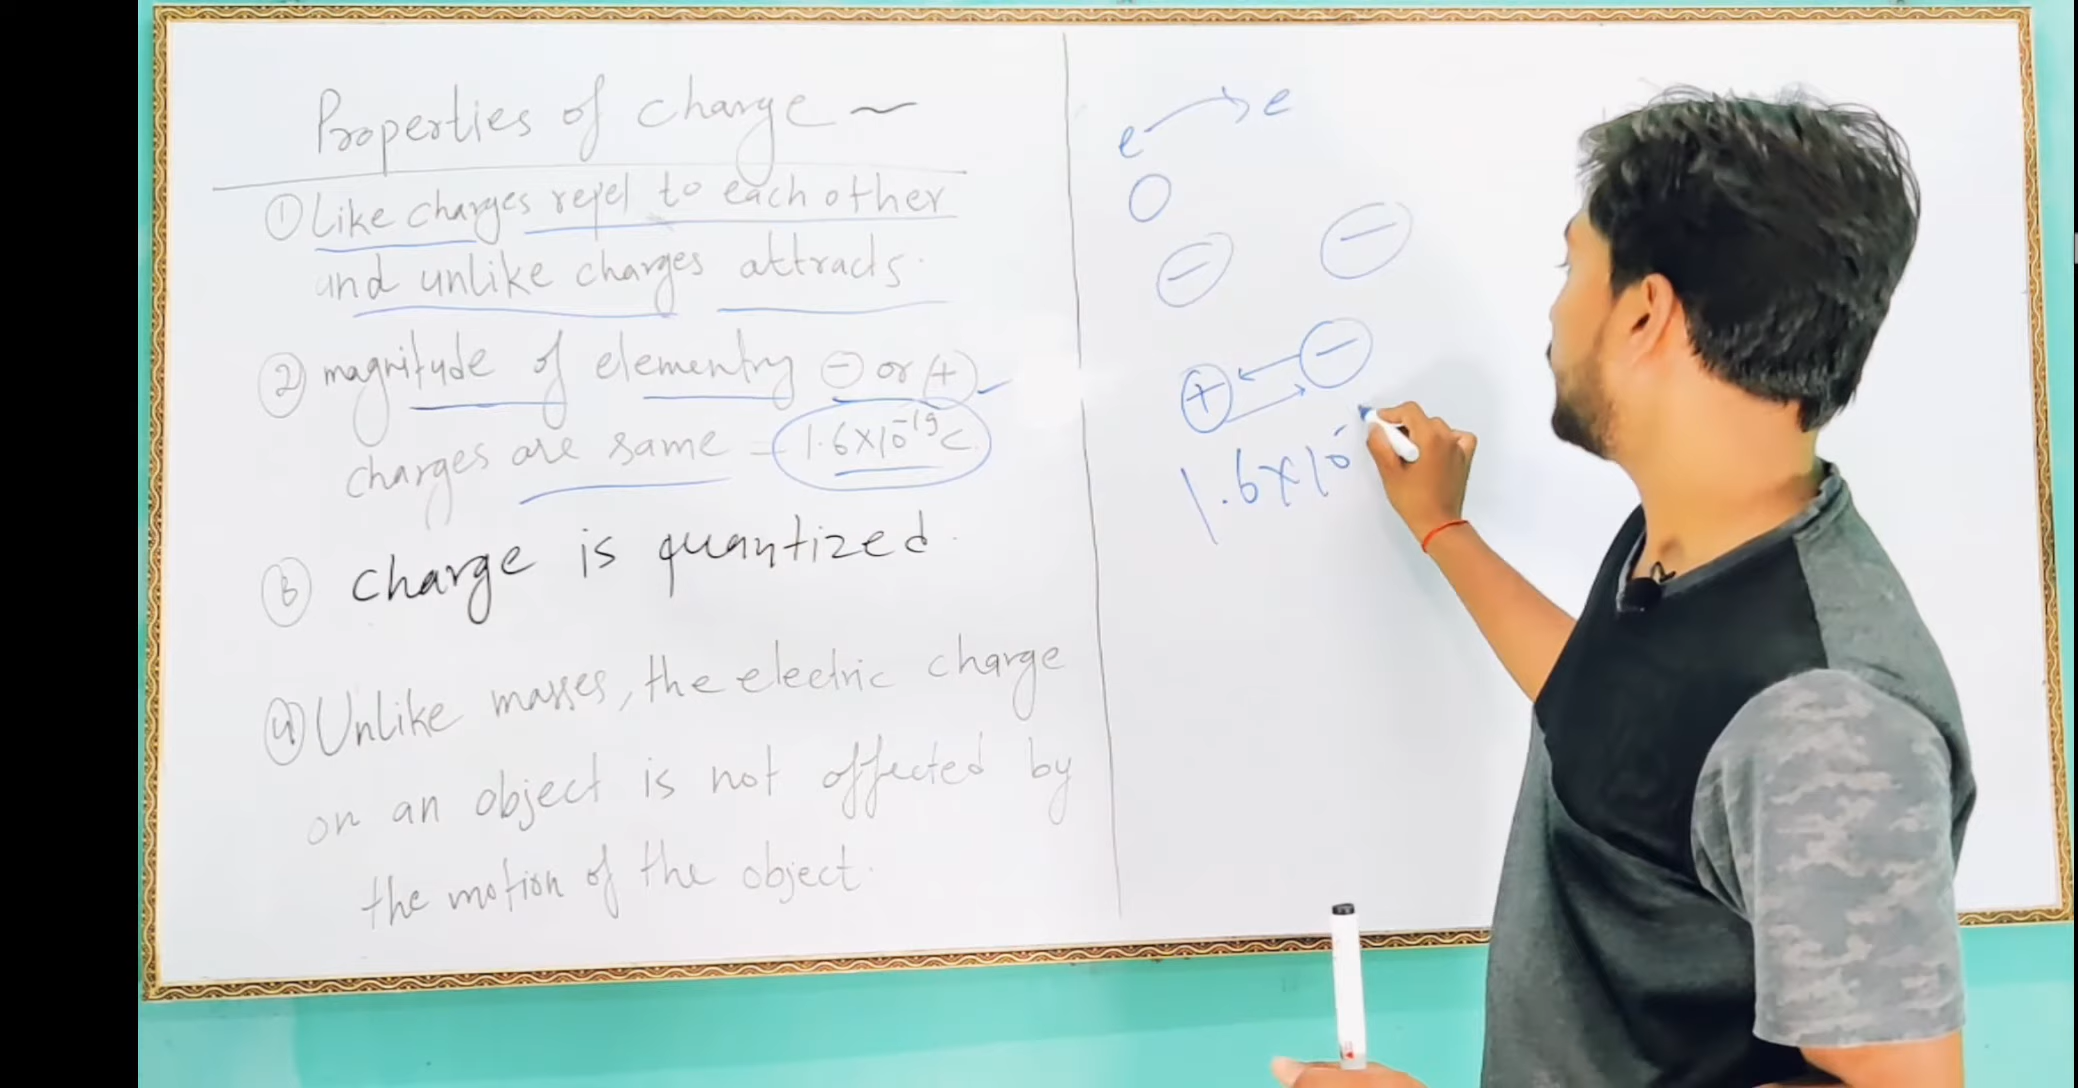 Properties of charge ~
① Like charges repel to each other
and unlike charges attracts.
② magnitude of elementry ⊖ or (+)
charges are same = 1.6×10⁻¹⁹C.
③ charge is quantized.
④ Unlike masses, the electric charge
on an object is not affected by
the motion of the object.
e → e
O
⊖ ⊖
⊕ ⊖
1.6×10⁻